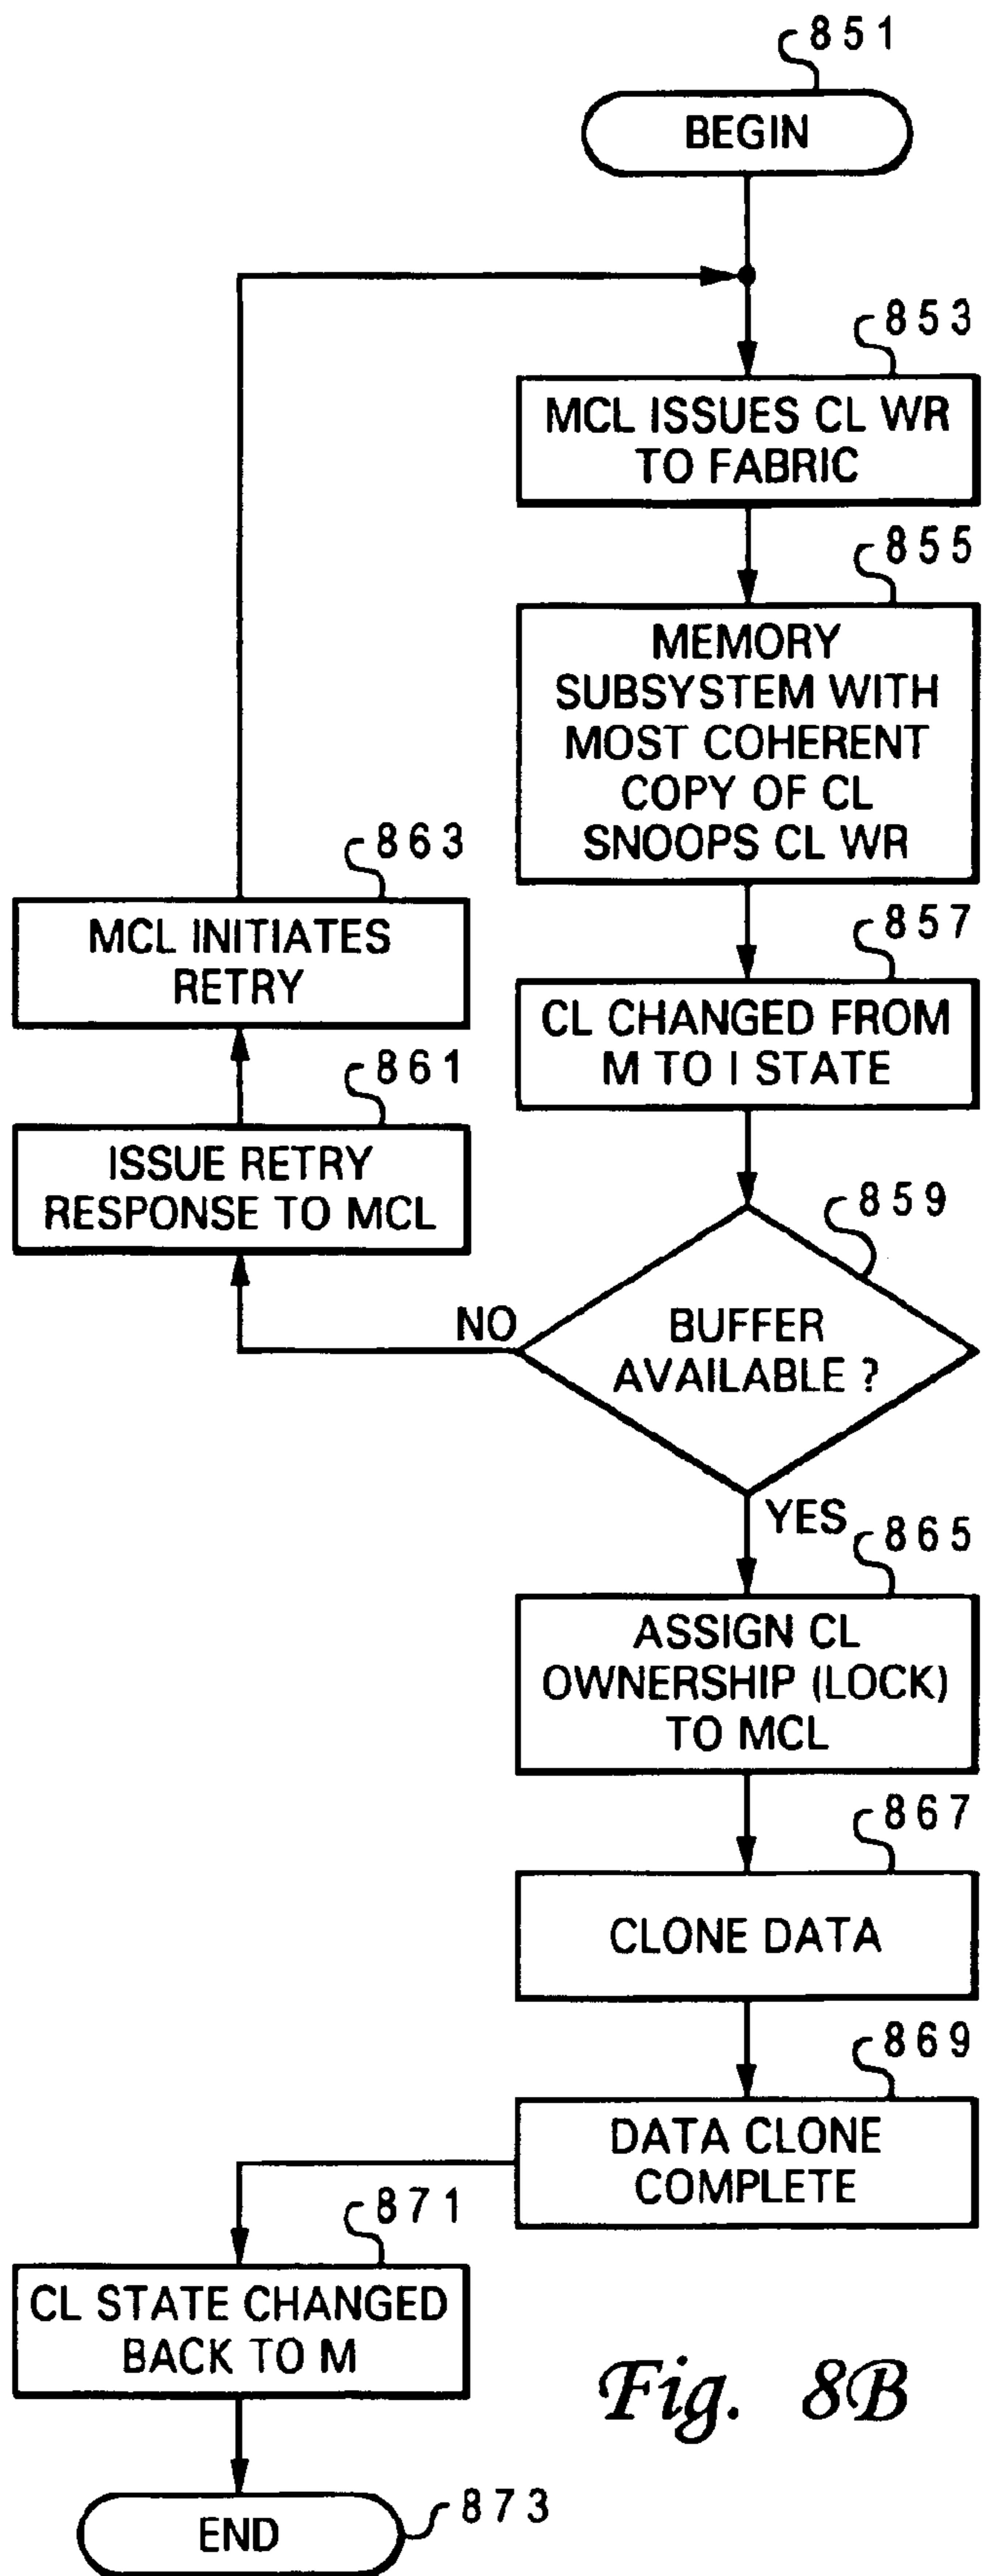 851
BEGIN
853
MCL ISSUES CL WR
TO FABRIC
855
MEMORY
SUBSYSTEM WITH
MOST COHERENT
COPY OF CL
SNOOPS CL WR
857
CL CHANGED FROM
M TO I STATE
859
BUFFER
AVAILABLE ?
NO
861
ISSUE RETRY
RESPONSE TO MCL
863
MCL INITIATES
RETRY
YES
865
ASSIGN CL
OWNERSHIP (LOCK)
TO MCL
867
CLONE DATA
869
DATA CLONE
COMPLETE
871
CL STATE CHANGED
BACK TO M
873
END
Fig. 8B